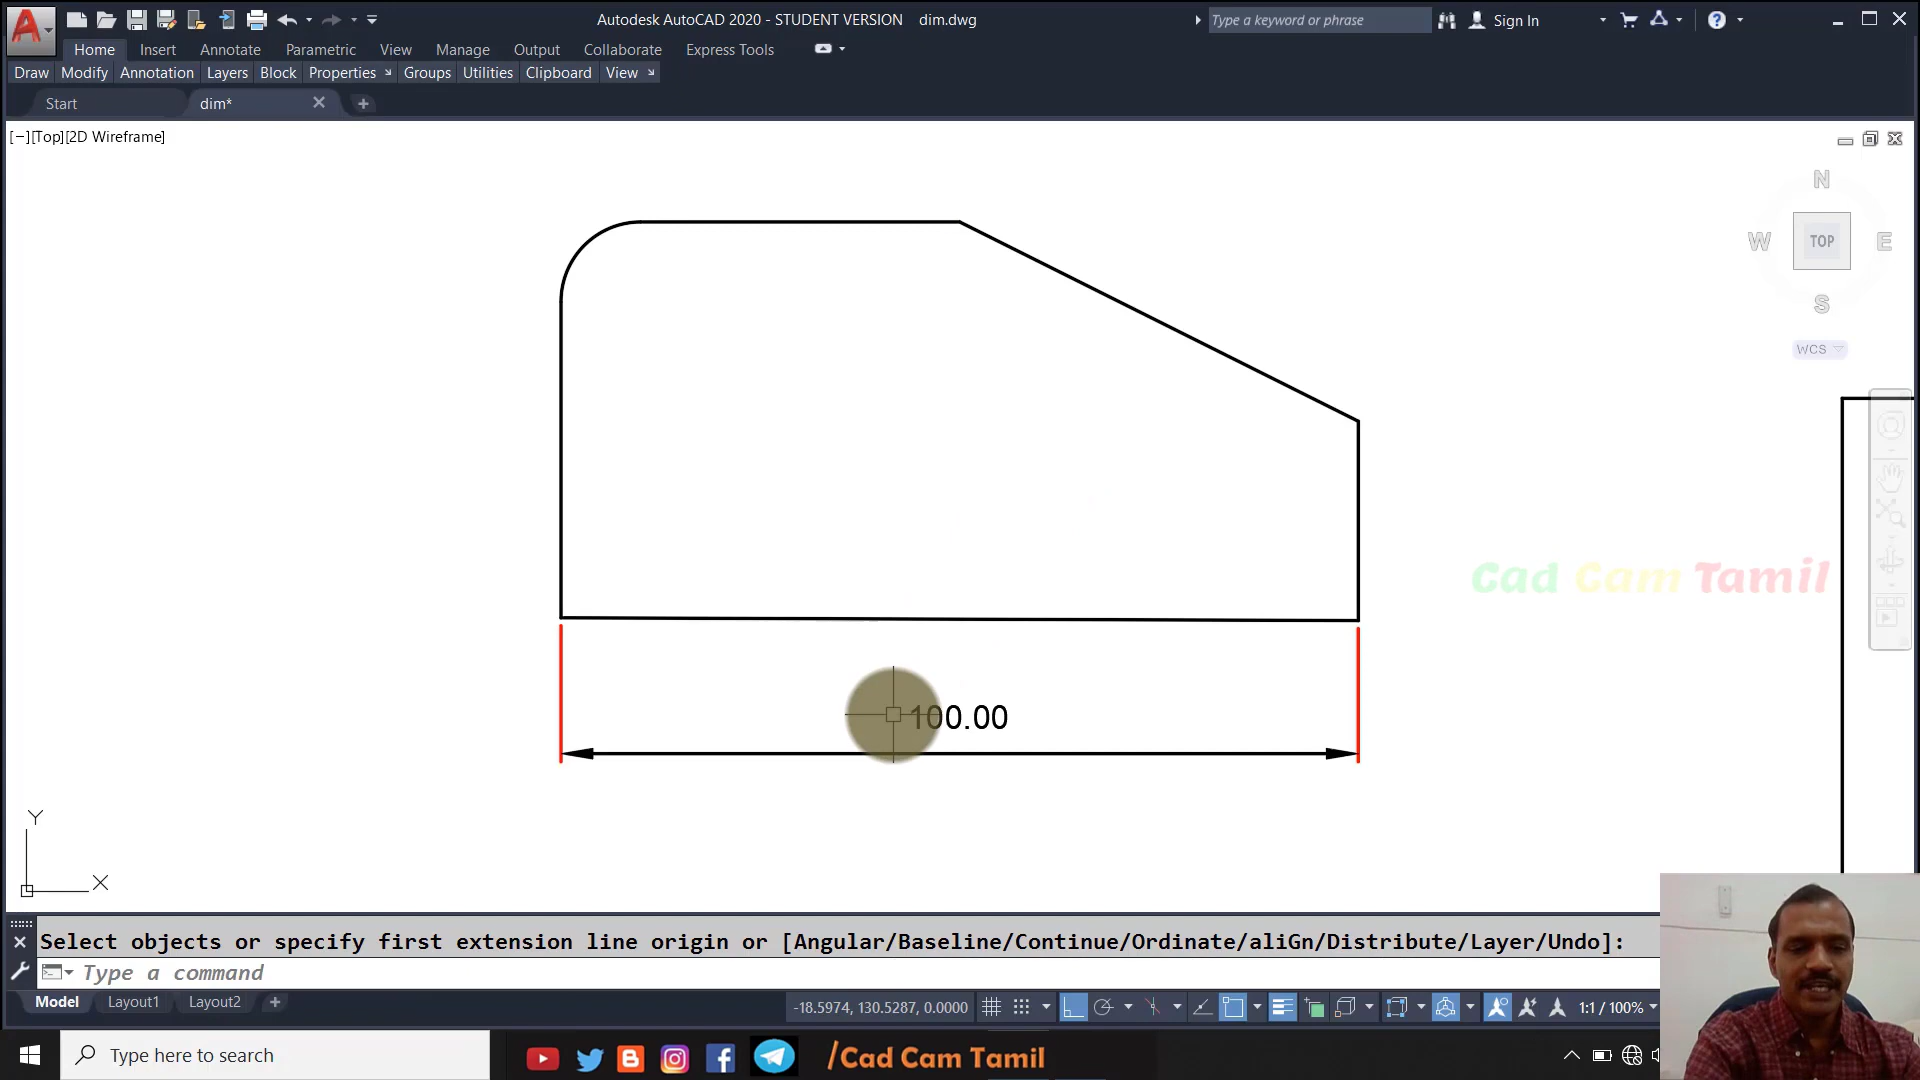 Autodesk AutoCAD 2020 - STUDENT VERSION dim.dwg
Type a keyword or phrase
Sign In
Home Insert Annotate Parametric View Manage Output Collaborate Express Tools
Draw Modify Annotation Layers Block Properties Groups Utilities Clipboard View
Start dim*
[−][Top][2D Wireframe]
N
W TOP E
S
WCS
Cad Cam Tamil
100.00
Y
X
Select objects or specify first extension line origin or [Angular/Baseline/Continue/Ordinate/aliGn/Distribute/Layer/Undo]:
Type a command
Model Layout1 Layout2
-18.5974, 130.5287, 0.0000
1:1 / 100%
Type here to search
/Cad Cam Tamil